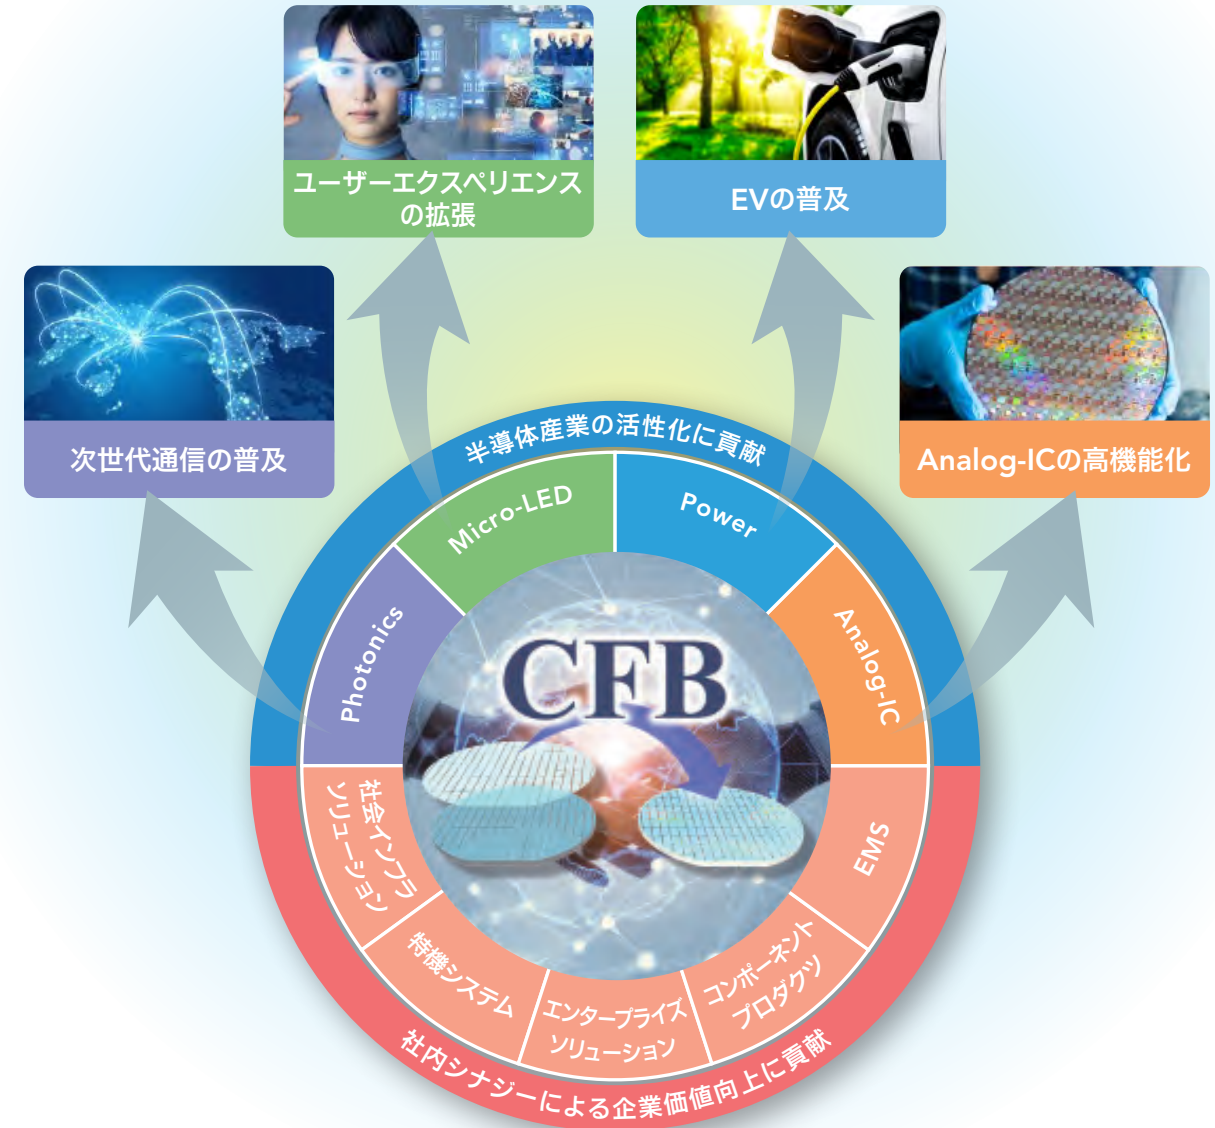 ユーザーエクスペリエンス
の拡張
EVの普及
次世代通信の普及
Analog-ICの高機能化
半導体産業の活性化に貢献
Micro-LED
Power
Photonics
Analog-IC
CFB
社会インフラ
ソリューション
EMS
特機システム
コンポーネント
プロダクツ
エンタープライズ
ソリューション
社内シナジーによる企業価値向上に貢献